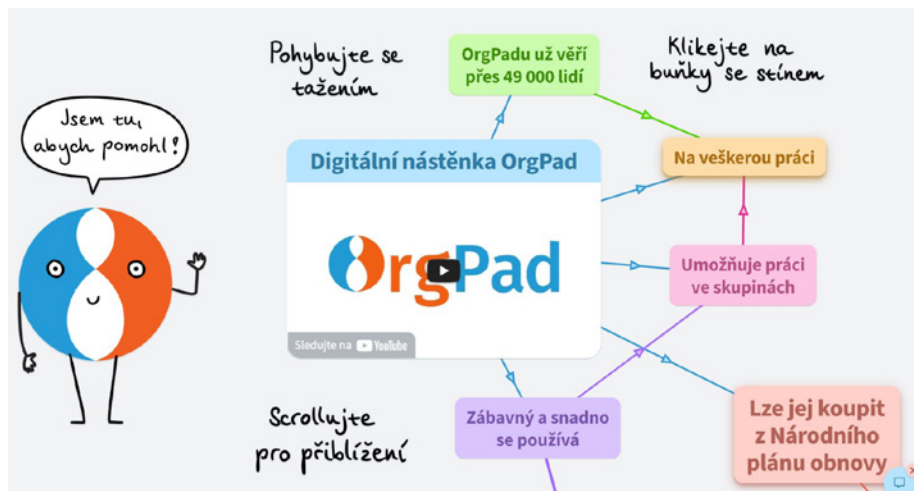 Pohybujte se
tažením
OrgPadu už věří
přes 49 000 lidí
Klikejte na
buňky se stínem
Jsem tu,
abych pomohl!
Digitální nástěnka OrgPad
Na veškerou práci
OrgPad
Umožňuje práci
ve skupinách
Sledujte na YouTube
Scrollujte
pro přiblížení
Zábavný a snadno
se používá
Lze jej koupit
z Národního
plánu obnovy